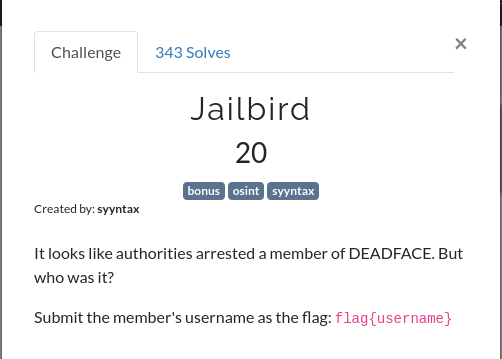 Challenge
343 Solves
×
Jailbird
20
bonus osint syyntax
Created by: syyntax
It looks like authorities arrested a member of DEADFACE. But
who was it?
Submit the member's username as the flag: flag{username}